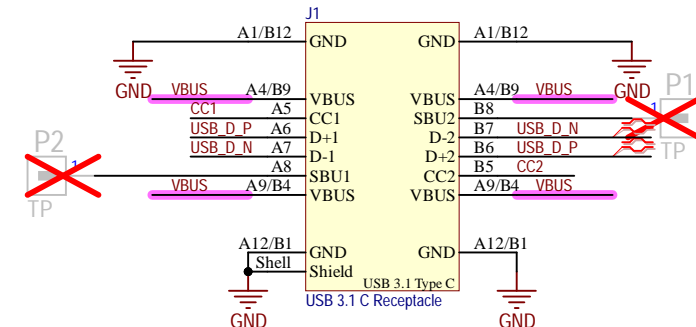 J1
A1/B12 GND GND A1/B12
GND GND P1
VBUS A4/B9 VBUS VBUS A4/B9 VBUS
CC1 A5 CC1 SBU2 B8 1
USB_D_P A6 D+1 D-2 B7 USB_D_N
P2 USB_D_N A7 D-1 D+2 B6 USB_D_P TP
1 A8 SBU1 CC2 B5 CC2
TP VBUS A9/B4 VBUS VBUS A9/B4 VBUS
A12/B1 GND GND A12/B1
Shell Shield
USB 3.1 Type C
USB 3.1 C Receptacle
GND GND